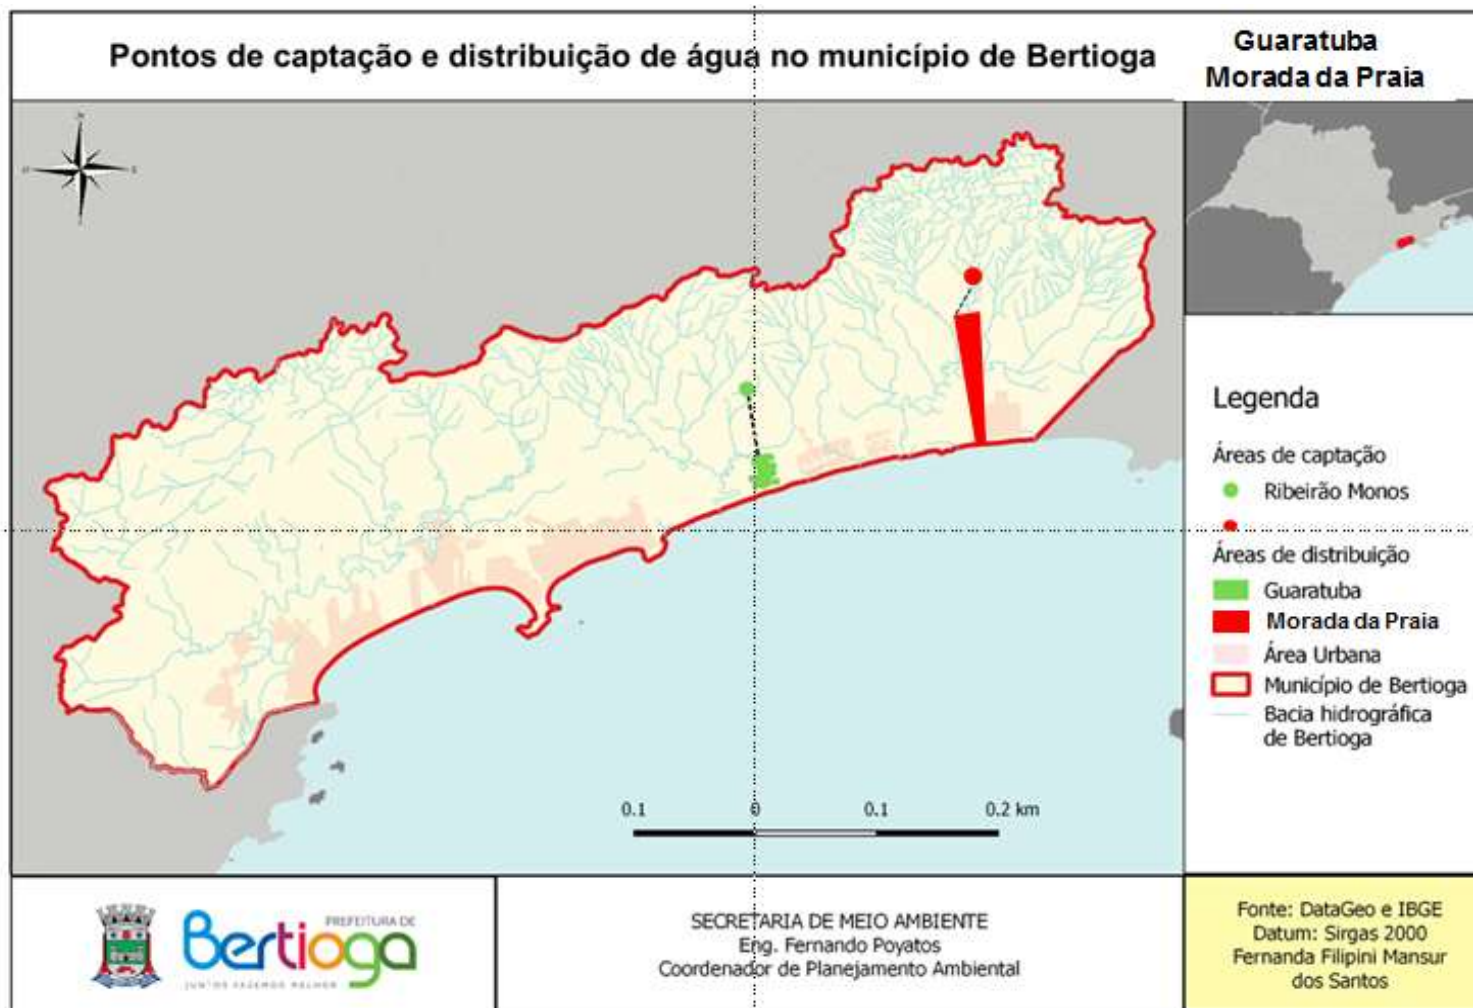 Pontos de captação e distribuição de água no município de Bertioga
Guaratuba
Morada da Praia
Legenda
Áreas de captação
Ribeirão Monos
Áreas de distribuição
Guaratuba
Morada da Praia
Área Urbana
Município de Bertioga
Bacia hidrográfica
de Bertioga
0.1 0 0.1 0.2 km
PREFEITURA DE
Bertioga
JUNTOS FAZEMOS MELHOR
SECRETARIA DE MEIO AMBIENTE
Eng. Fernando Poyatos
Coordenador de Planejamento Ambiental
Fonte: DataGeo e IBGE
Datum: Sirgas 2000
Fernanda Filipini Mansur
dos Santos